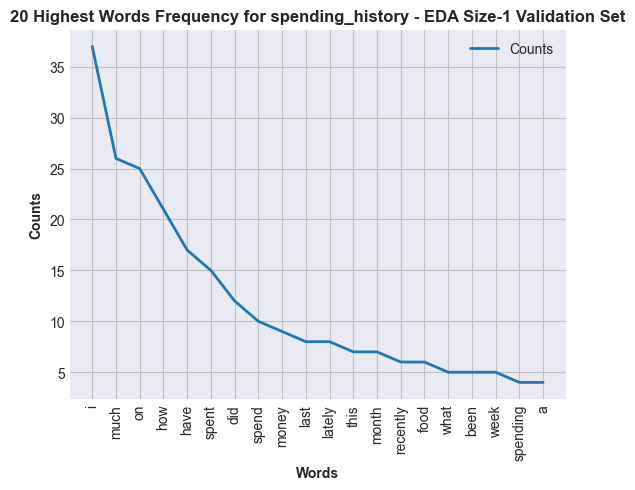 20 Highest Words Frequency for spending_history - EDA Size-1 Validation Set
Counts
35
30
25
20
15
10
5
Counts
i
much
on
how
have
spent
did
spend
money
last
lately
this
month
recently
food
what
been
week
spending
a
Words